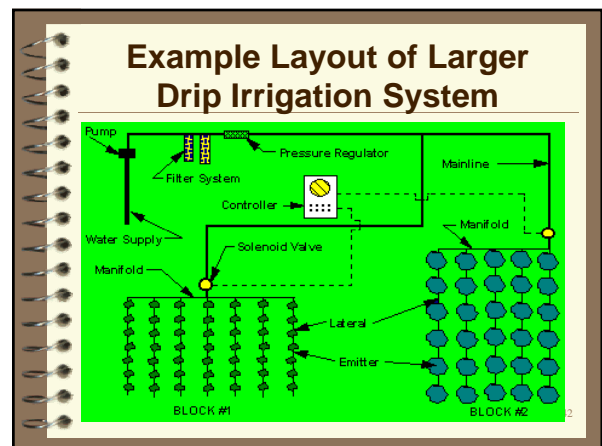 Example Layout of Larger
Drip Irrigation System
Pump
Pressure Regulator
Mainline
Filter System
Controller
Water Supply
Solenoid Valve
Manifold
Manifold
Lateral
Emitter
BLOCK #1
BLOCK #2